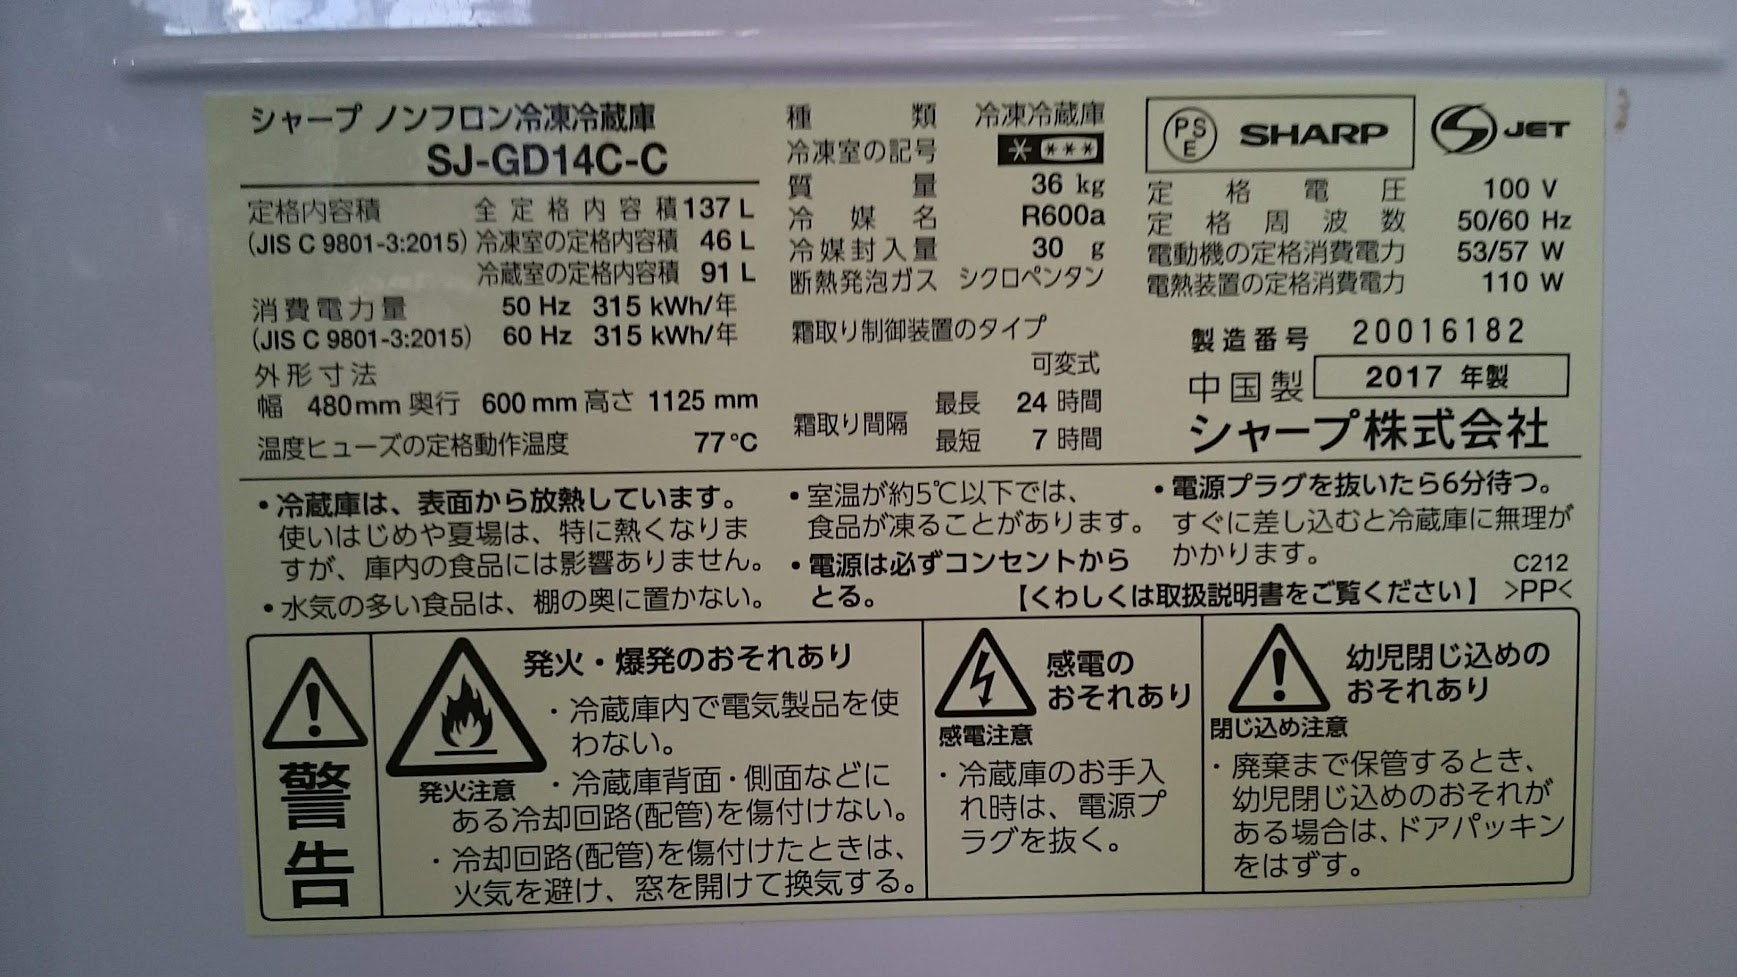 シャープ ノンフロン冷凍冷蔵庫
SJ-GD14C-C
定格内容積 全定格内容積 137 L
(JIS C 9801-3:2015) 冷凍室の定格内容積 46 L
冷蔵室の定格内容積 91 L
消費電力量 50 Hz 315 kWh/年
(JIS C 9801-3:2015) 60 Hz 315 kWh/年
外形寸法
幅 480mm 奥行 600 mm 高さ 1125 mm
温度ヒューズの定格動作温度 77℃
種類 冷凍冷蔵庫
冷凍室の記号 * ***
質量 36 kg
冷媒名 R600a
冷媒封入量 30 g
断熱発泡ガス シクロペンタン
霜取り制御装置のタイプ
可変式
霜取り間隔 最長 24 時間
最短 7 時間
PSE SHARP JET
定格電圧 100 V
定格周波数 50/60 Hz
電動機の定格消費電力 53/57 W
電熱装置の定格消費電力 110 W
製造番号 20016182
中国製 2017 年製
シャープ株式会社
・冷蔵庫は、表面から放熱しています。
使いはじめや夏場は、特に熱くなりま
すが、庫内の食品には影響ありません。
・水気の多い食品は、棚の奥に置かない。
・室温が約5℃以下では、
食品が凍ることがあります。
・電源は必ずコンセントから
とる。
・電源プラグを抜いたら6分待つ。
すぐに差し込むと冷蔵庫に無理が
かかります。
C212
【くわしくは取扱説明書をご覧ください】 >PP<
警告
発火・爆発のおそれあり
・冷蔵庫内で電気製品を使
わない。
発火注意
・冷蔵庫背面・側面などに
ある冷却回路(配管)を傷付けない。
・冷却回路(配管)を傷付けたときは、
火気を避け、窓を開けて換気する。
感電の
おそれあり
感電注意
・冷蔵庫のお手入
れ時は、電源プ
ラグを抜く。
幼児閉じ込めの
おそれあり
閉じ込め注意
・廃棄まで保管するとき、
幼児閉じ込めのおそれが
ある場合は、ドアパッキン
をはずす。